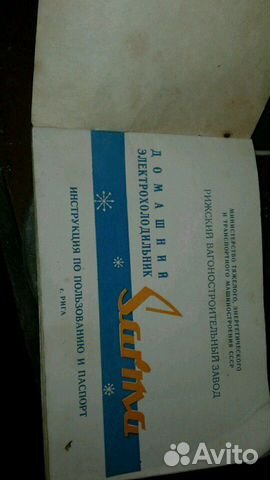 МИНИСТЕРСТВО ТЯЖЕЛОГО, ЭНЕРГЕТИЧЕСКОГО
И ТРАНСПОРТНОГО МАШИНОСТРОЕНИЯ СССР
РИЖСКИЙ ВАГОНОСТРОИТЕЛЬНЫЙ ЗАВОД
ДОМАШНИЙ
ЭЛЕКТРОХОЛОДИЛЬНИК
Sarma
ИНСТРУКЦИЯ ПО ПОЛЬЗОВАНИЮ И ПАСПОРТ
г. РИГА
Avito